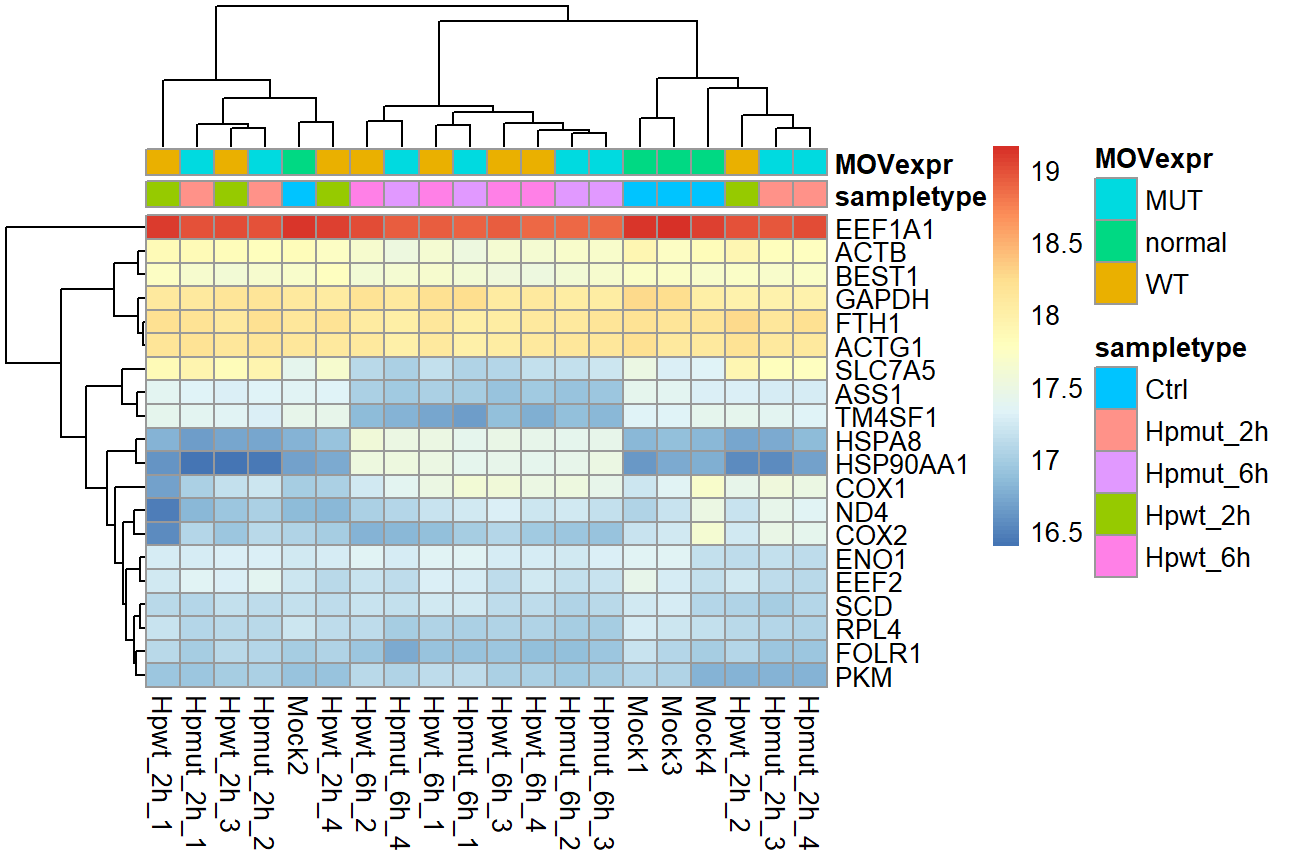 MOVexpr
sampletype
EEF1A1
ACTB
BEST1
GAPDH
FTH1
ACTG1
SLC7A5
ASS1
TM4SF1
HSPA8
HSP90AA1
COX1
ND4
COX2
ENO1
EEF2
SCD
RPL4
FOLR1
PKM
Hpwt_2h_1
Hpmut_2h_1
Hpwt_2h_3
Hpmut_2h_2
Mock2
Hpwt_2h_4
Hpwt_6h_2
Hpmut_6h_4
Hpwt_6h_1
Hpmut_6h_1
Hpwt_6h_3
Hpwt_6h_4
Hpmut_6h_2
Hpmut_6h_3
Mock1
Mock3
Mock4
Hpwt_2h_2
Hpmut_2h_3
Hpmut_2h_4
19
18.5
18
17.5
17
16.5
MOVexpr
MUT
normal
WT
sampletype
Ctrl
Hpmut_2h
Hpmut_6h
Hpwt_2h
Hpwt_6h